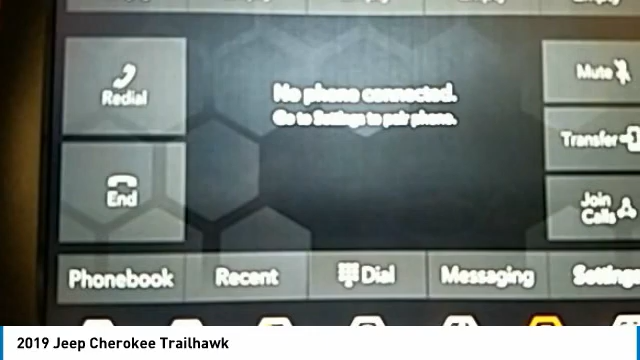 Redial
No phone connected.
Go to Settings to pair phone.
Mute
Transfer
End
Join
Calls
Phonebook
Recent
Dial
Messaging
Settings
2019 Jeep Cherokee Trailhawk